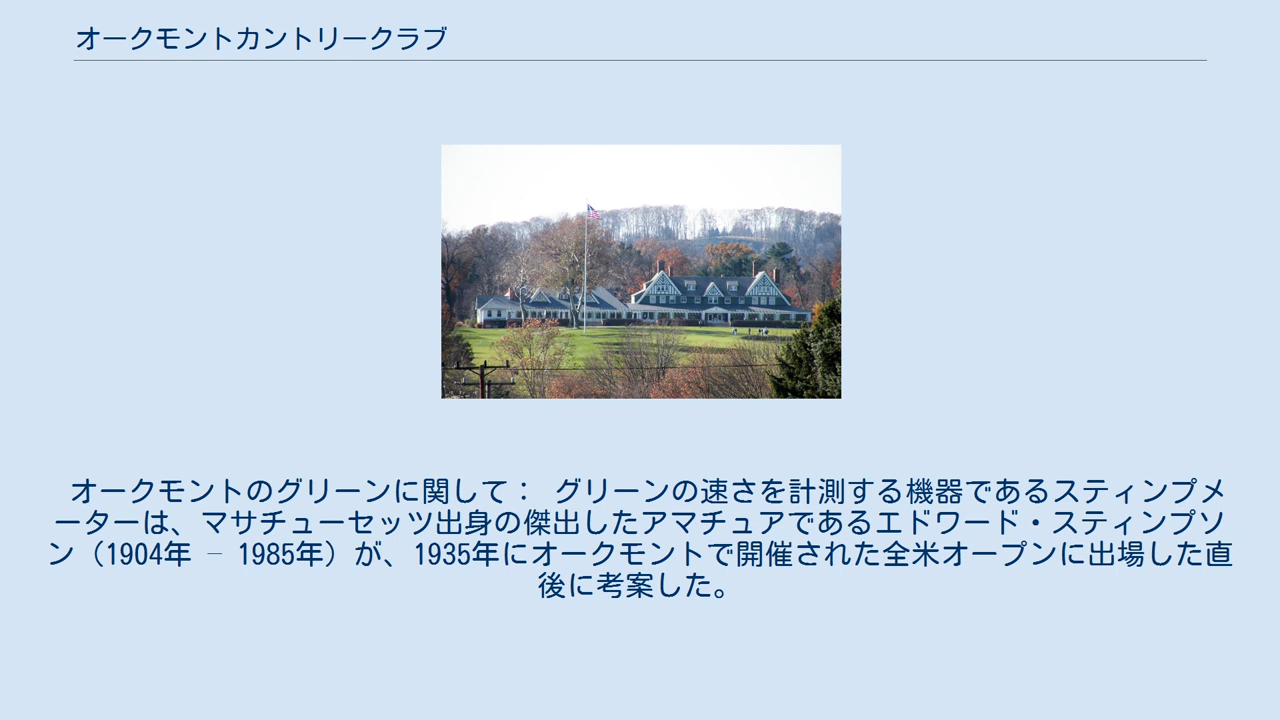 オークモントカントリークラブ
オークモントのグリーンに関して： グリーンの速さを計測する機器であるスティンプメ
ーターは、マサチューセッツ出身の傑出したアマチュアであるエドワード・スティンプソ
ン（1904年 – 1985年）が、1935年にオークモントで開催された全米オープンに出場した直
後に考案した。